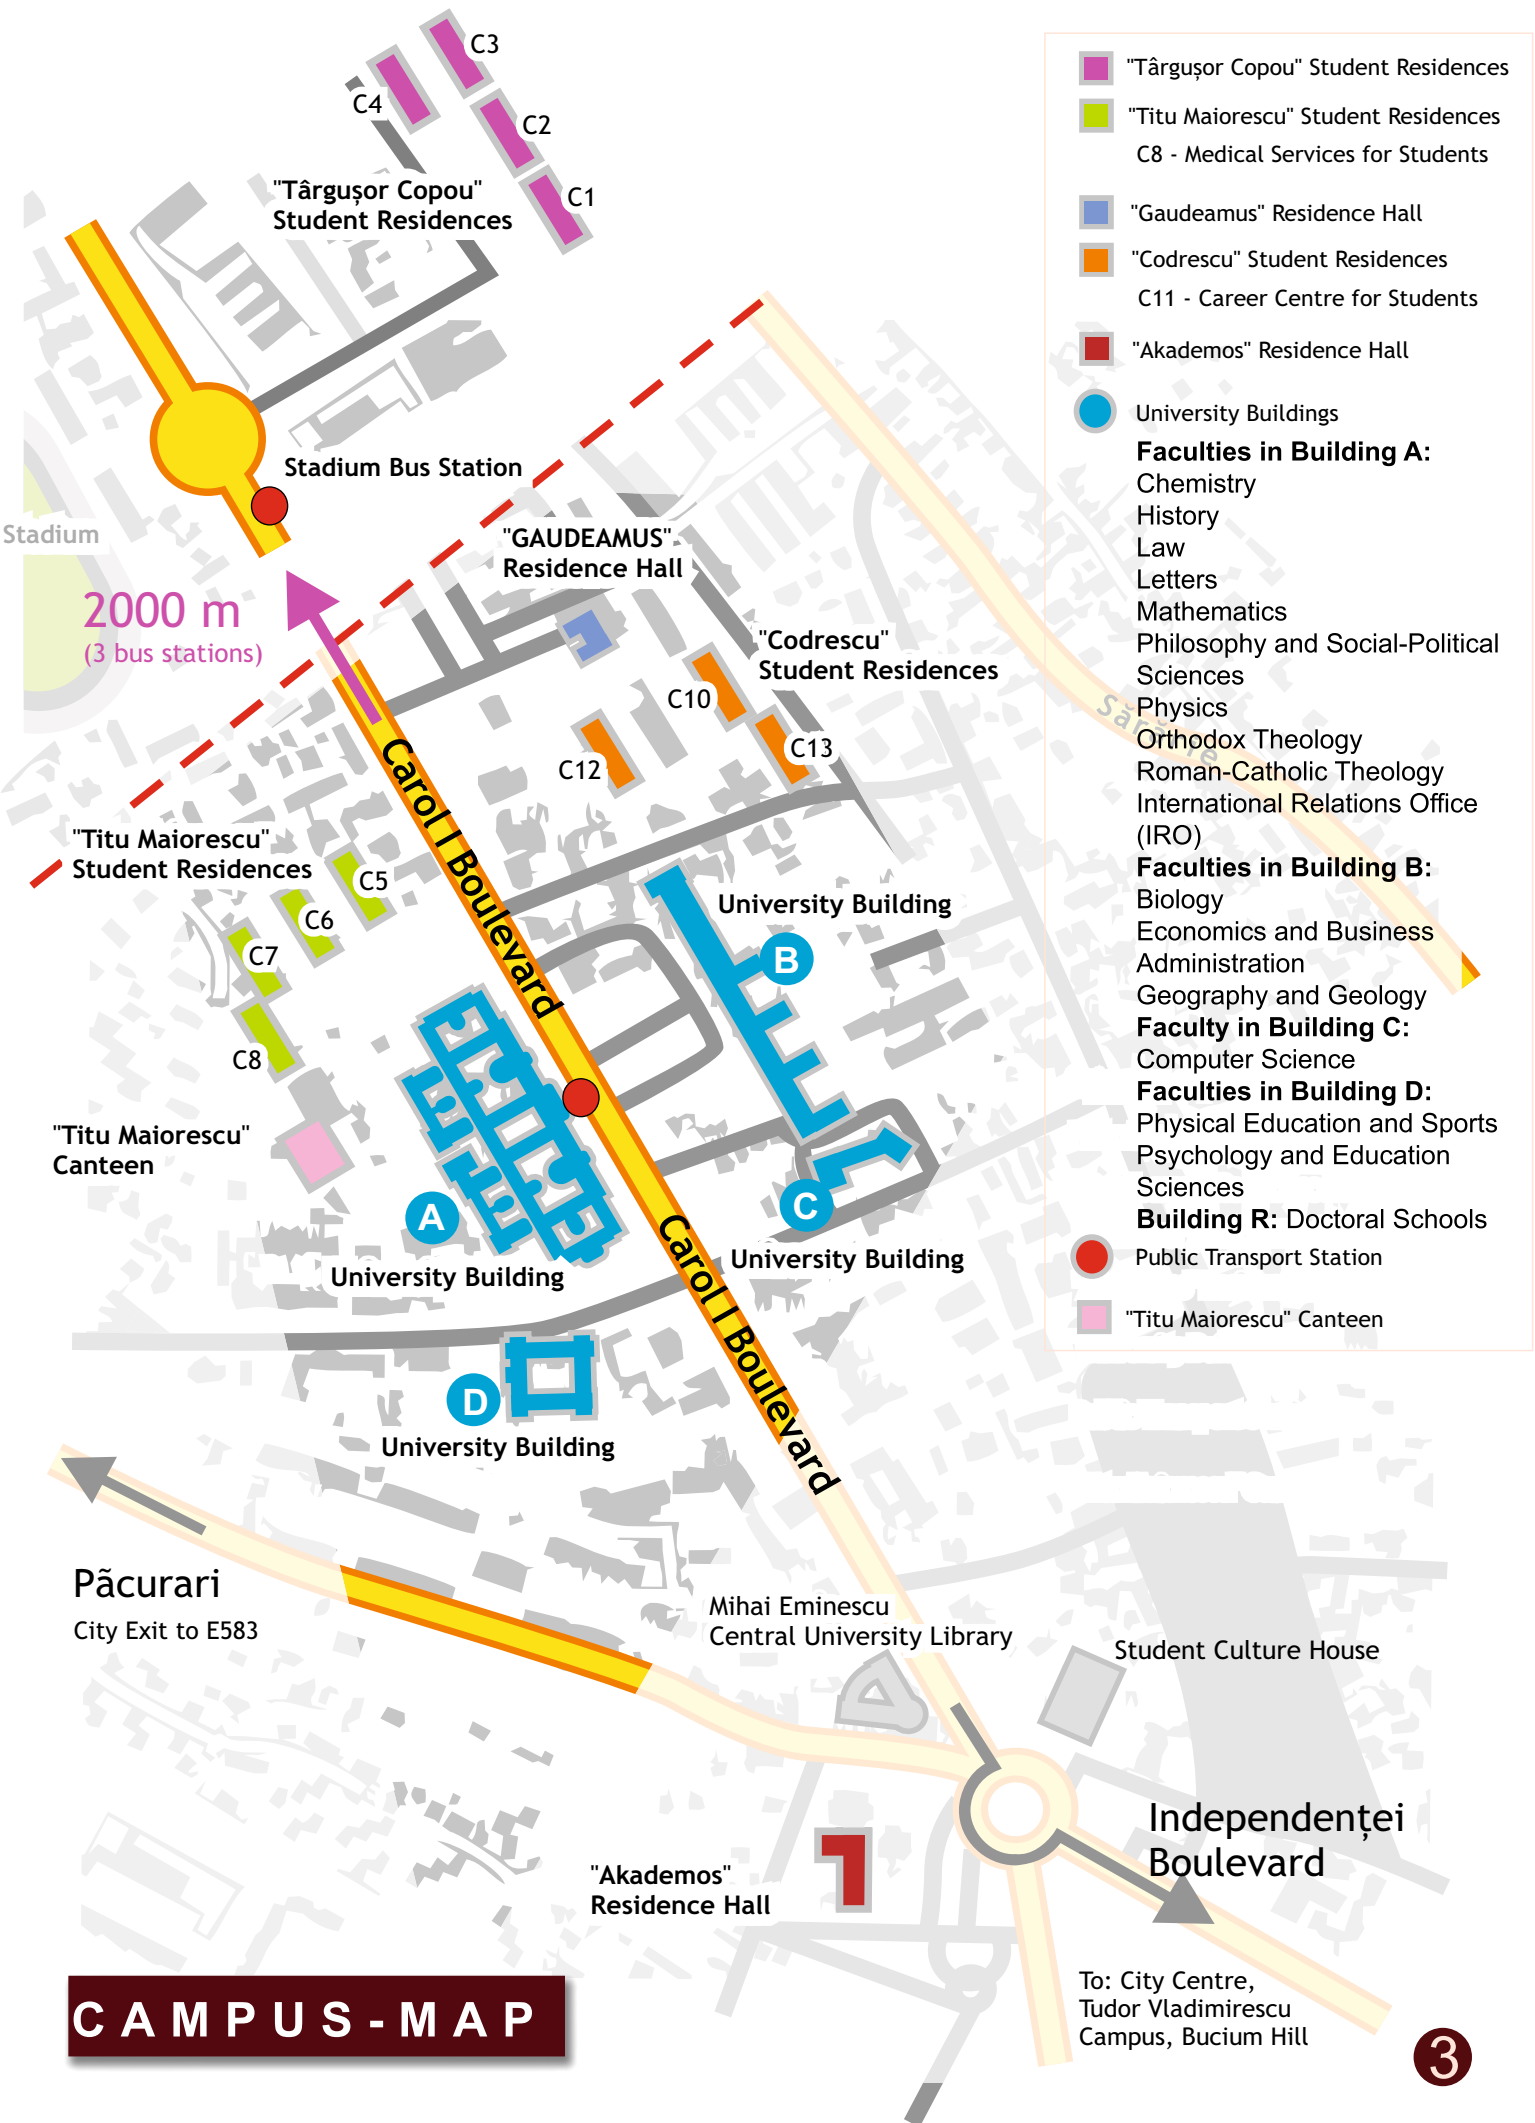 C3
C4
C2
C1
"Târgușor Copou"
Student Residences
Stadium Bus Station
Stadium
2000 m
(3 bus stations)
"GAUDEAMUS"
Residence Hall
"Codrescu"
Student Residences
C10
C13
C12
Carol I Boulevard
"Titu Maiorescu"
Student Residences
C5
C6
C7
C8
University Building
B
"Titu Maiorescu"
Canteen
A
University Building
C
University Building
Carol I Boulevard
D
University Building
Păcurari
City Exit to E583
Mihai Eminescu
Central University Library
Student Culture House
"Akademos"
Residence Hall
Independenței
Boulevard
To: City Centre,
Tudor Vladimirescu
Campus, Bucium Hill
CAMPUS-MAP
3
"Târgușor Copou" Student Residences
"Titu Maiorescu" Student Residences
C8 - Medical Services for Students
"Gaudeamus" Residence Hall
"Codrescu" Student Residences
C11 - Career Centre for Students
"Akademos" Residence Hall
University Buildings
Faculties in Building A:
Chemistry
History
Law
Letters
Mathematics
Philosophy and Social-Political
Sciences
Physics
Orthodox Theology
Roman-Catholic Theology
International Relations Office
(IRO)
Faculties in Building B:
Biology
Economics and Business
Administration
Geography and Geology
Faculty in Building C:
Computer Science
Faculties in Building D:
Physical Education and Sports
Psychology and Education
Sciences
Building R: Doctoral Schools
Public Transport Station
"Titu Maiorescu" Canteen